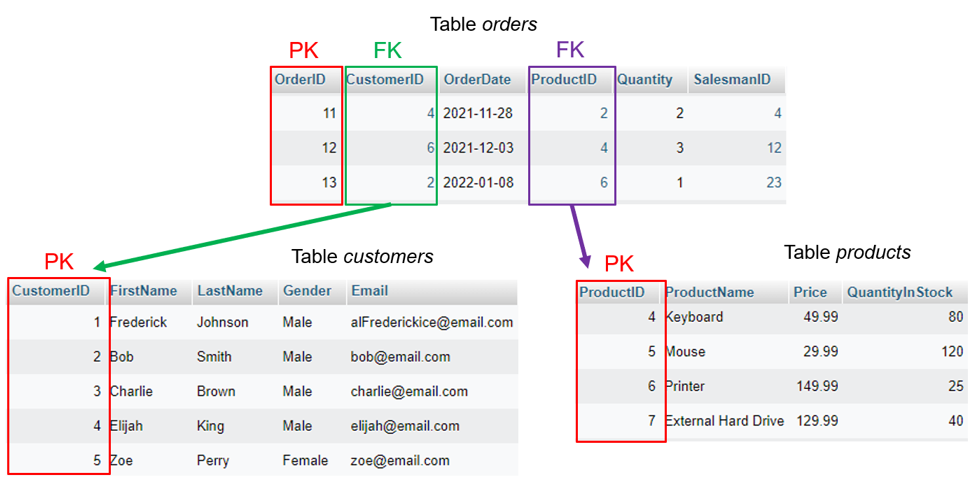 Table orders
PK FK FK
OrderID CustomerID OrderDate ProductID Quantity SalesmanID
11 4 2021-11-28 2 2 4
12 6 2021-12-03 4 3 12
13 2 2022-01-08 6 1 23
Table customers
PK
CustomerID FirstName LastName Gender Email
1 Frederick Johnson Male alFrederickice@email.com
2 Bob Smith Male bob@email.com
3 Charlie Brown Male charlie@email.com
4 Elijah King Male elijah@email.com
5 Zoe Perry Female zoe@email.com
Table products
PK
ProductID ProductName Price QuantityInStock
4 Keyboard 49.99 80
5 Mouse 29.99 120
6 Printer 149.99 25
7 External Hard Drive 129.99 40